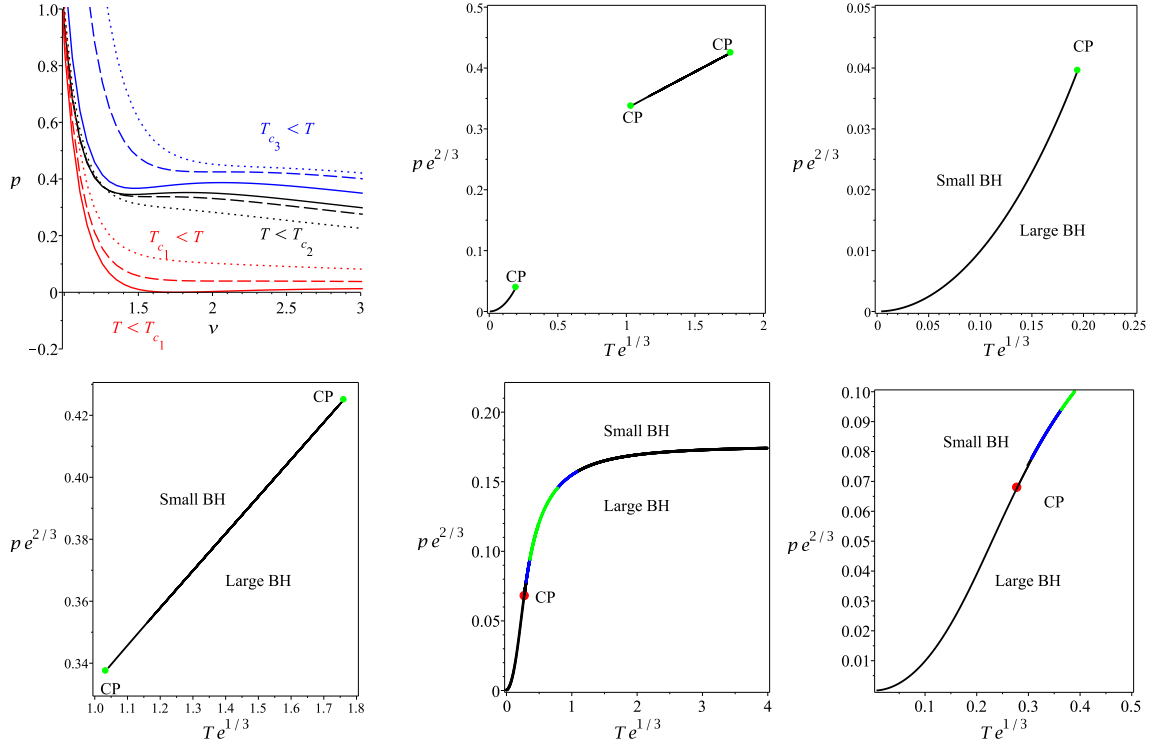 1.0
0.8
0.6
0.4
0.2
0
−0.2
p
1.5
2
2.5
3
ν
T_{c_3} < T
T_{c_1} < T
T < T_{c_2}
T < T_{c_1}
0.5
0.4
0.3
0.2
0.1
0
p e^{2/3}
CP
CP
CP
0
0.5
1
1.5
2
T e^{1/3}
0.05
0.04
0.03
0.02
0.01
0
p e^{2/3}
CP
Small BH
Large BH
0
0.05
0.10
0.15
0.20
0.25
T e^{1/3}
0.42
0.40
0.38
0.36
0.34
p e^{2/3}
CP
Small BH
Large BH
CP
1.0 1.1 1.2 1.3 1.4 1.5 1.6 1.7 1.8
T e^{1/3}
0.20
0.15
0.10
0.05
0
p e^{2/3}
Small BH
Large BH
CP
0 1 2 3 4
T e^{1/3}
0.10
0.09
0.08
0.07
0.06
0.05
0.04
0.03
0.02
0.01
p e^{2/3}
Small BH
CP
Large BH
0.1 0.2 0.3 0.4 0.5
T e^{1/3}